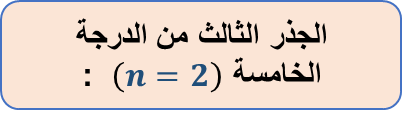 الجذر الثالث من الدرجة
الخامسة (n = 2) :